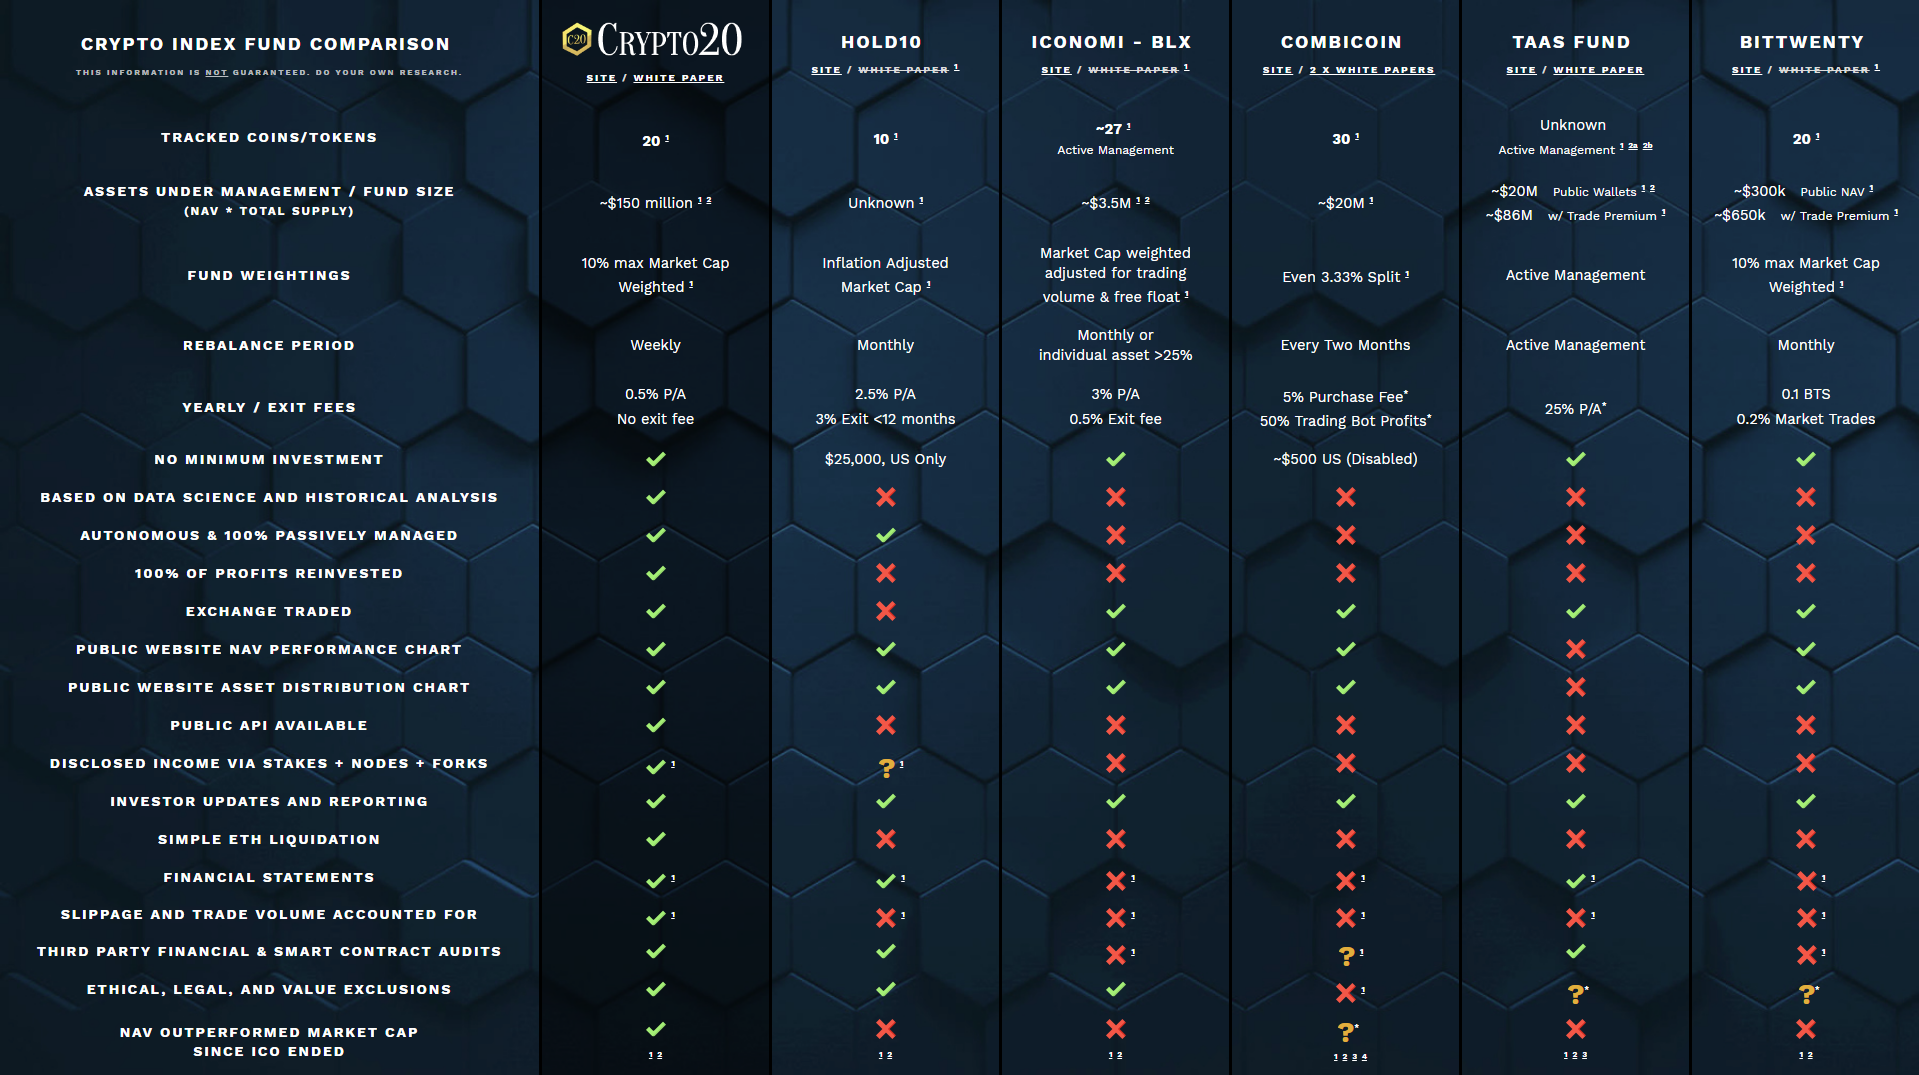 CRYPTO INDEX FUND COMPARISON
THIS INFORMATION IS NOT GUARANTEED. DO YOUR OWN RESEARCH.
C20 CRYPTO20
SITE / WHITE PAPER
HOLD10
SITE / WHITE PAPER 1
ICONOMI - BLX
SITE / WHITE PAPER 1
COMBICOIN
SITE / 2 X WHITE PAPERS
TAAS FUND
SITE / WHITE PAPER
BITTWENTY
SITE / WHITE PAPER 1
TRACKED COINS/TOKENS
20 1
10 1
~27 1
Active Management
30 1
Unknown
Active Management 1 2a 2b
20 1
ASSETS UNDER MANAGEMENT / FUND SIZE
(NAV * TOTAL SUPPLY)
~$150 million 1 2
Unknown 1
~$3.5M 1 2
~$20M 1
~$20M Public Wallets 1 2
~$86M w/ Trade Premium 1
~$300k Public NAV 1
~$650k w/ Trade Premium 1
FUND WEIGHTINGS
10% max Market Cap
Weighted 1
Inflation Adjusted
Market Cap 1
Market Cap weighted
adjusted for trading
volume & free float 1
Even 3.33% Split 1
Active Management
10% max Market Cap
Weighted 1
REBALANCE PERIOD
Weekly
Monthly
Monthly or
individual asset >25%
Every Two Months
Active Management
Monthly
YEARLY / EXIT FEES
0.5% P/A
No exit fee
2.5% P/A
3% Exit <12 months
3% P/A
0.5% Exit fee
5% Purchase Fee*
50% Trading Bot Profits*
25% P/A*
0.1 BTS
0.2% Market Trades
NO MINIMUM INVESTMENT
✓
$25,000, US Only
✓
~$500 US (Disabled)
✓
✓
BASED ON DATA SCIENCE AND HISTORICAL ANALYSIS
✓ ✗ ✗ ✗ ✗ ✗
AUTONOMOUS & 100% PASSIVELY MANAGED
✓ ✓ ✗ ✗ ✗ ✗
100% OF PROFITS REINVESTED
✓ ✗ ✗ ✗ ✗ ✗
EXCHANGE TRADED
✓ ✗ ✓ ✓ ✓ ✓
PUBLIC WEBSITE NAV PERFORMANCE CHART
✓ ✓ ✓ ✓ ✗ ✓
PUBLIC WEBSITE ASSET DISTRIBUTION CHART
✓ ✓ ✓ ✓ ✗ ✓
PUBLIC API AVAILABLE
✓ ✗ ✗ ✗ ✗ ✗
DISCLOSED INCOME VIA STAKES + NODES + FORKS
✓ 1 ? 1 ✗ ✗ ✗ ✗
INVESTOR UPDATES AND REPORTING
✓ ✓ ✓ ✓ ✓ ✓
SIMPLE ETH LIQUIDATION
✓ ✗ ✗ ✗ ✗ ✗
FINANCIAL STATEMENTS
✓ 1 ✓ 1 ✗ 1 ✗ 1 ✓ 1 ✗ 1
SLIPPAGE AND TRADE VOLUME ACCOUNTED FOR
✓ 1 ✗ 1 ✗ 1 ✗ 1 ✗ 1 ✗ 1
THIRD PARTY FINANCIAL & SMART CONTRACT AUDITS
✓ ✓ ✗ 1 ? 1 ✓ ✗ 1
ETHICAL, LEGAL, AND VALUE EXCLUSIONS
✓ ✓ ✓ ✗ 1 ?* ?*
NAV OUTPERFORMED MARKET CAP
SINCE ICO ENDED
✓ ✗ ✗ ?* ✗ ✗
1 2
1 2
1 2
1 2 3 4
1 2 3
1 2